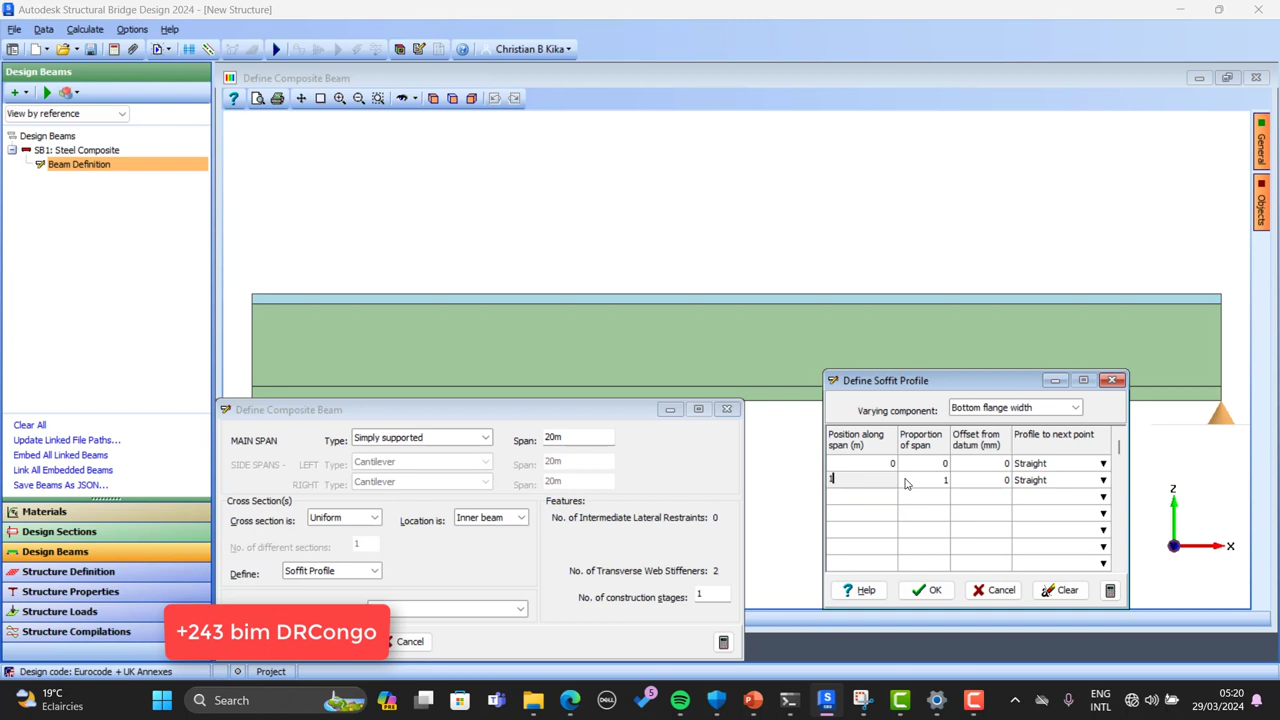 Autodesk Structural Bridge Design 2024 - [New Structure]
File Data Calculate Options Help
Christian B Kika
Design Beams
Define Composite Beam
View by reference
Design Beams
SB1: Steel Composite
Beam Definition
General
Objects
Define Soffit Profile
Varying component: Bottom flange width
Position along span (m) Proportion of span Offset from datum (mm) Profile to next point
0 0 0 Straight
1 1 0 Straight
Help OK Cancel Clear
Z
X
Define Composite Beam
MAIN SPAN Type: Simply supported Span: 20m
SIDE SPANS - LEFT Type: Cantilever Span: 20m
RIGHT Type: Cantilever Span: 20m
Cross Section(s) Features:
Cross section is: Uniform Location is: Inner beam No. of Intermediate Lateral Restraints: 0
No. of different sections: 1
Define: Soffit Profile No. of Transverse Web Stiffeners: 2
No. of construction stages: 1
Cancel
Clear All
Update Linked File Paths...
Embed All Linked Beams
Link All Embedded Beams
Save Beams As JSON...
Materials
Design Sections
Design Beams
Structure Definition
Structure Properties
Structure Loads
Structure Compilations
+243 bim DRCongo
Design code: Eurocode + UK Annexes Project
19°C
Eclaircies
Search
PRE
DELL
5
ENG
INTL
05:20
29/03/2024